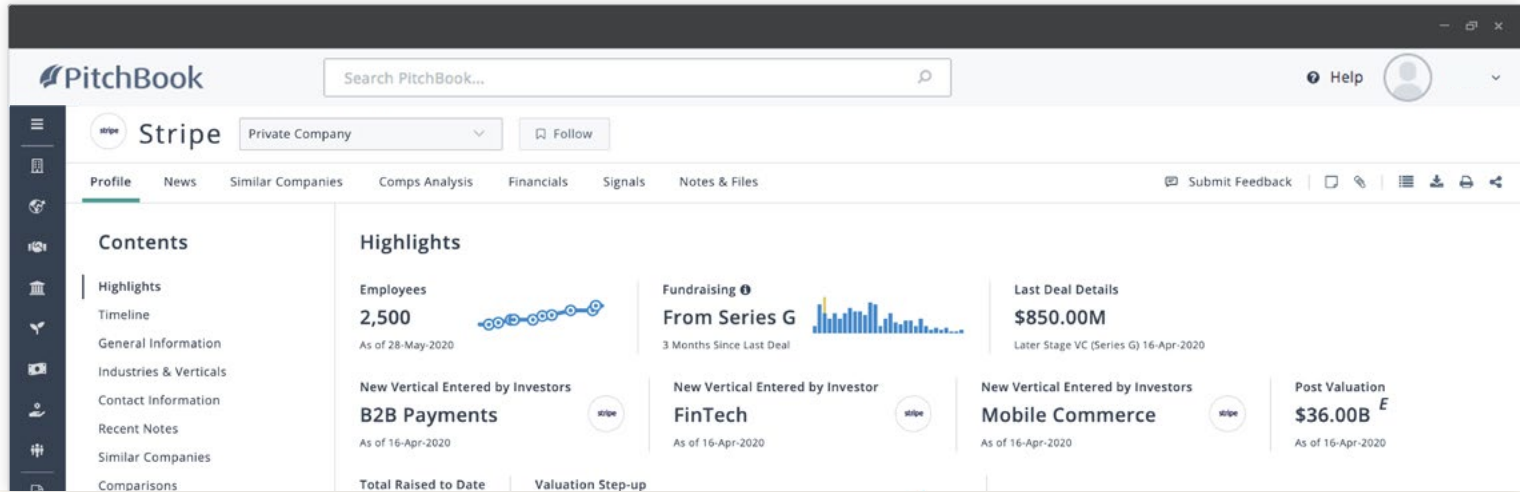 PitchBook
Search PitchBook...
Help
stripe
Stripe
Private Company
Follow
Profile News Similar Companies Comps Analysis Financials Signals Notes & Files
Submit Feedback
Contents
Highlights
Timeline
General Information
Industries & Verticals
Contact Information
Recent Notes
Similar Companies
Comparisons
Highlights
Employees
2,500
As of 28-May-2020
Fundraising
From Series G
3 Months Since Last Deal
Last Deal Details
$850.00M
Later Stage VC (Series G) 16-Apr-2020
New Vertical Entered by Investors
B2B Payments
stripe
As of 16-Apr-2020
New Vertical Entered by Investor
FinTech
stripe
As of 16-Apr-2020
New Vertical Entered by Investors
Mobile Commerce
stripe
As of 16-Apr-2020
Post Valuation
$36.00B E
As of 16-Apr-2020
Total Raised to Date
Valuation Step-up